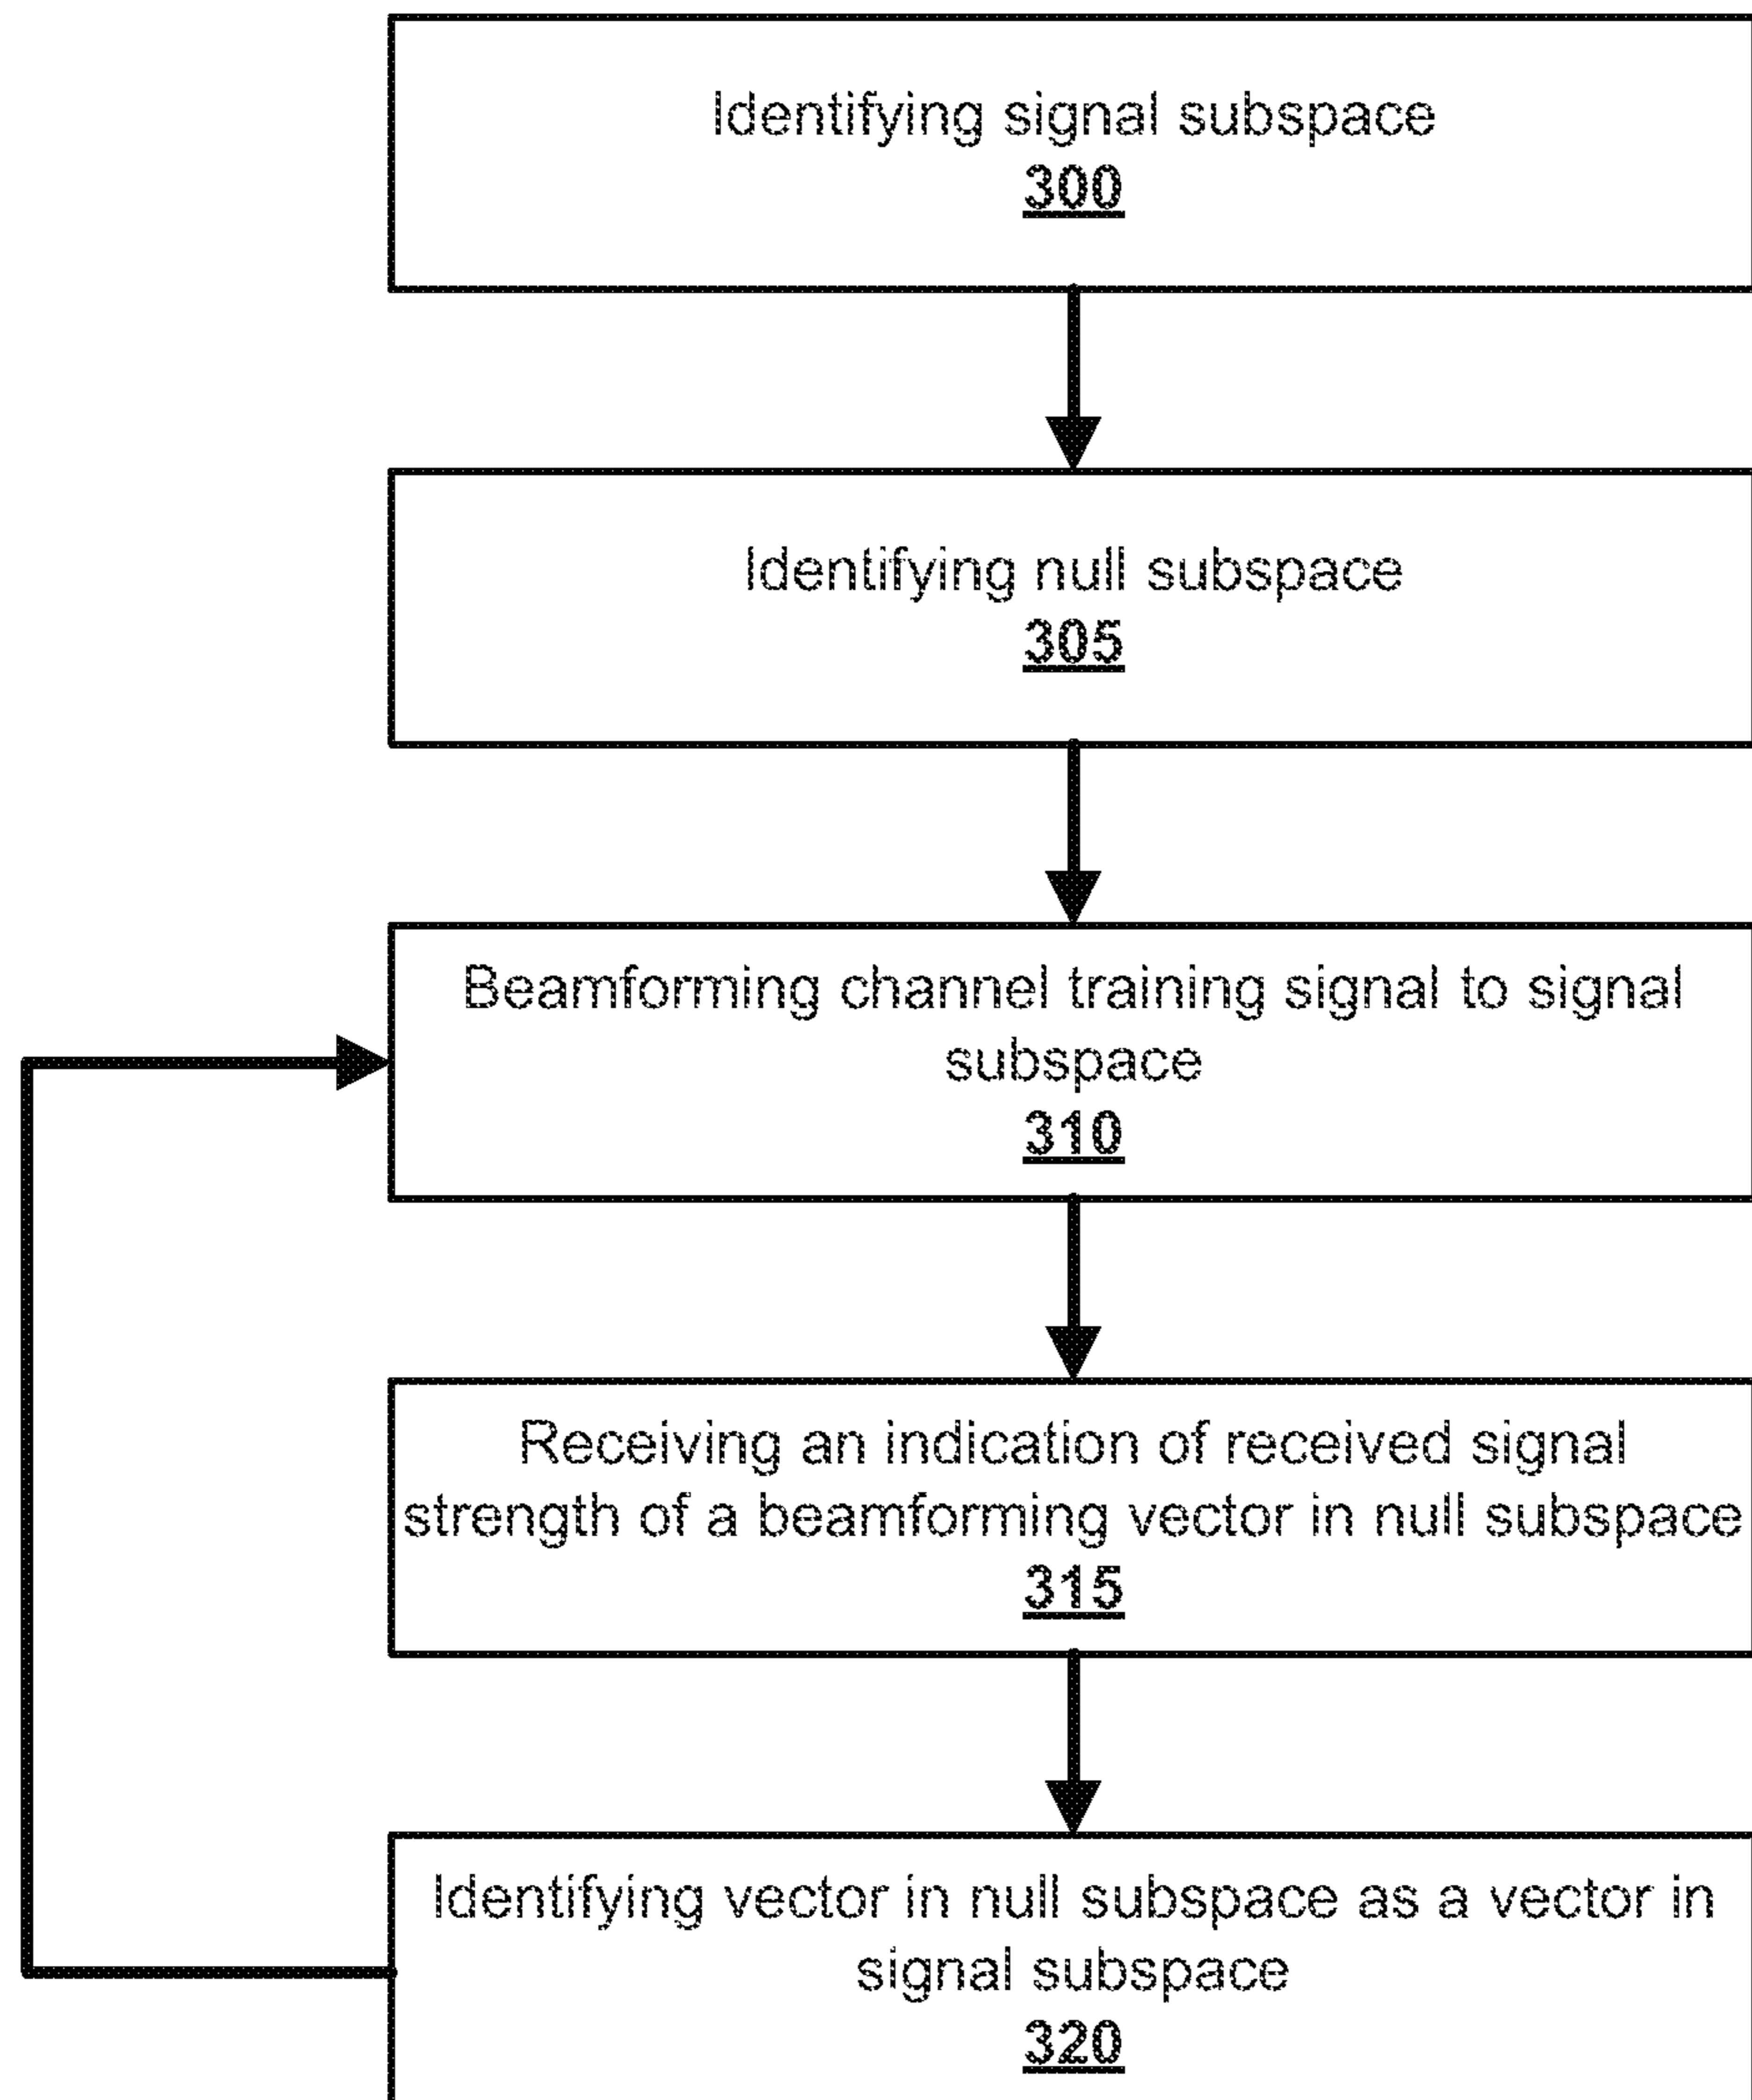 Identifying signal subspace
300
Identifying null subspace
305
Beamforming channel training signal to signal
subspace
310
Receiving an indication of received signal
strength of a beamforming vector in null subspace
315
Identifying vector in null subspace as a vector in
signal subspace
320